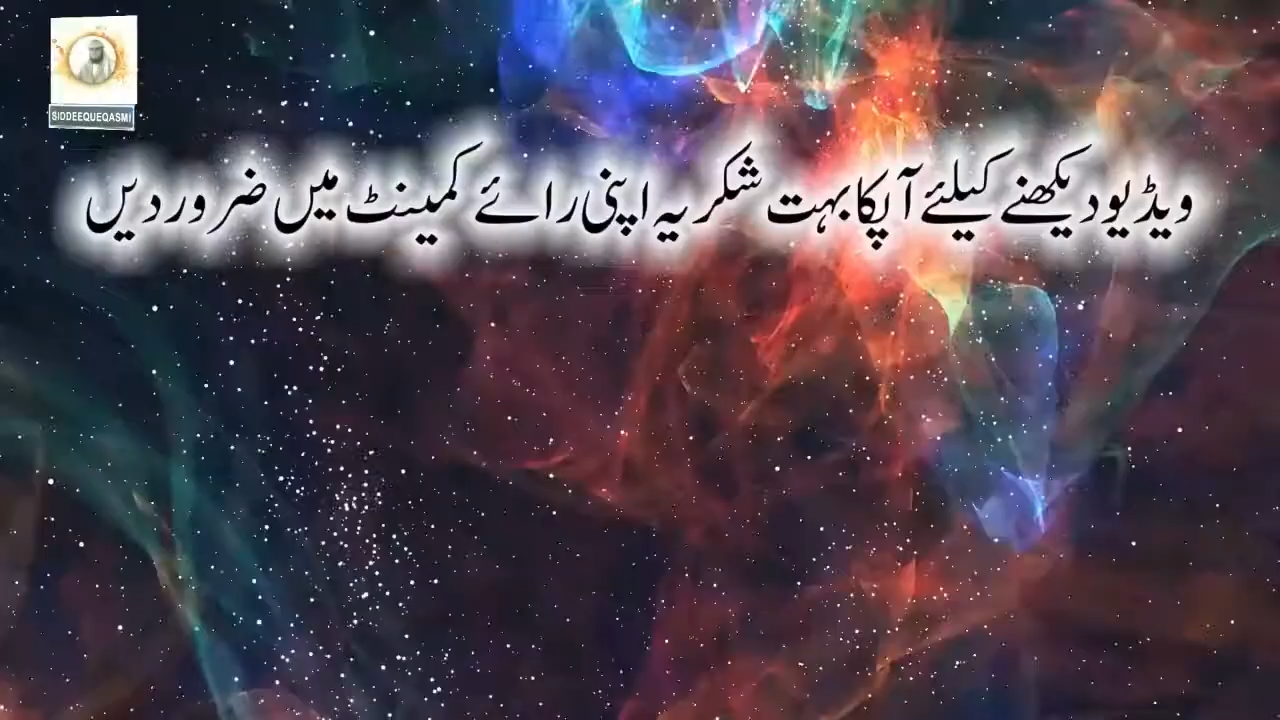 SIDDEEQUEQASMI
ویڈیو دیکھنے کیلئے آپکا بہت شکریہ اپنی رائے کمینٹ میں ضرور دیں